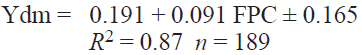 Ydm = 0.191 + 0.091 FPC ± 0.165
R² = 0.87 n = 189